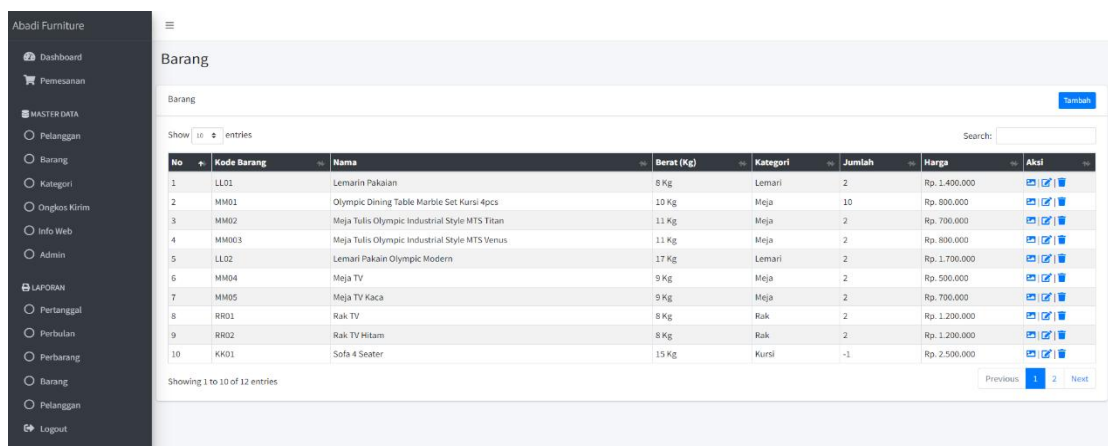 Abadi Furniture
Dashboard
Pemesanan
MASTER DATA
Pelanggan
Barang
Kategori
Ongkos Kirim
Info Web
Admin
LAPORAN
Pertanggal
Perbulan
Perbarang
Barang
Pelanggan
Logout
Barang
Barang Tambah
Show 10 entries Search:
No Kode Barang Nama Berat (Kg) Kategori Jumlah Harga Aksi
1 LL01 Lemarin Pakaian 8 Kg Lemari 2 Rp. 1.400.000
2 MM01 Olympic Dining Table Marble Set Kursi 4pcs 10 Kg Meja 10 Rp. 800.000
3 MM02 Meja Tulis Olympic Industrial Style MTS Titan 11 Kg Meja 2 Rp. 700.000
4 MM003 Meja Tulis Olympic Industrial Style MTS Venus 11 Kg Meja 2 Rp. 800.000
5 LL02 Lemari Pakain Olympic Modern 17 Kg Lemari 2 Rp. 1.700.000
6 MM04 Meja TV 9 Kg Meja 2 Rp. 500.000
7 MM05 Meja TV Kaca 9 Kg Meja 2 Rp. 700.000
8 RR01 Rak TV 8 Kg Rak 2 Rp. 1.200.000
9 RR02 Rak TV Hitam 8 Kg Rak 2 Rp. 1.200.000
10 KK01 Sofa 4 Seater 15 Kg Kursi -1 Rp. 2.500.000
Showing 1 to 10 of 12 entries Previous 1 2 Next